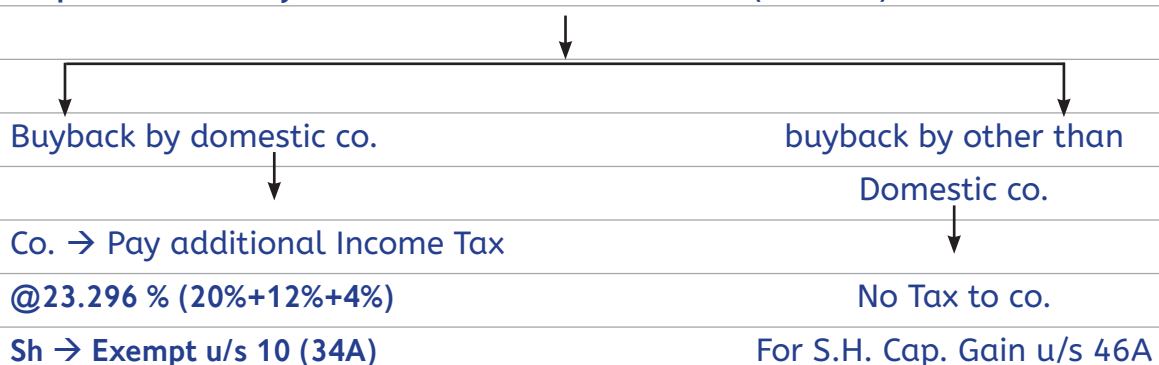 Buyback by domestic co.
buyback by other than
Domestic co.
Co. → Pay additional Income Tax
@23.296 % (20%+12%+4%)
No Tax to co.
Sh → Exempt u/s 10 (34A)
For S.H. Cap. Gain u/s 46A